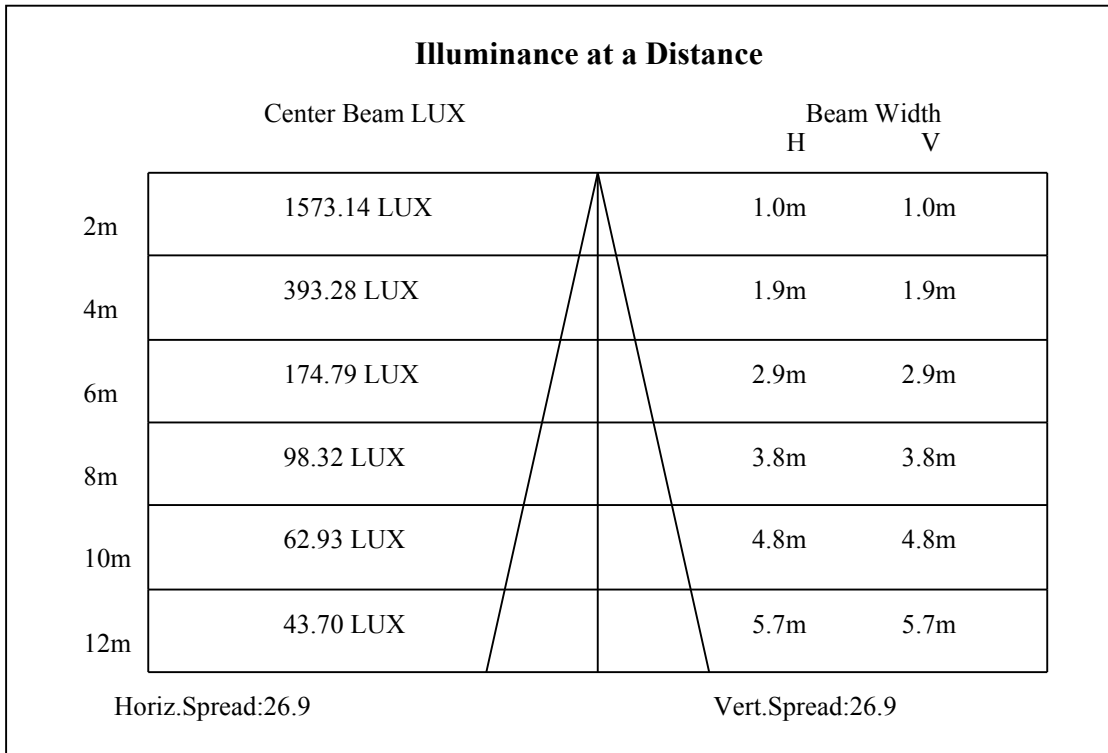 Illuminance at a Distance
Center Beam LUX Beam Width
H V
2m 1573.14 LUX 1.0m 1.0m
4m 393.28 LUX 1.9m 1.9m
6m 174.79 LUX 2.9m 2.9m
8m 98.32 LUX 3.8m 3.8m
10m 62.93 LUX 4.8m 4.8m
12m 43.70 LUX 5.7m 5.7m
Horiz.Spread:26.9 Vert.Spread:26.9